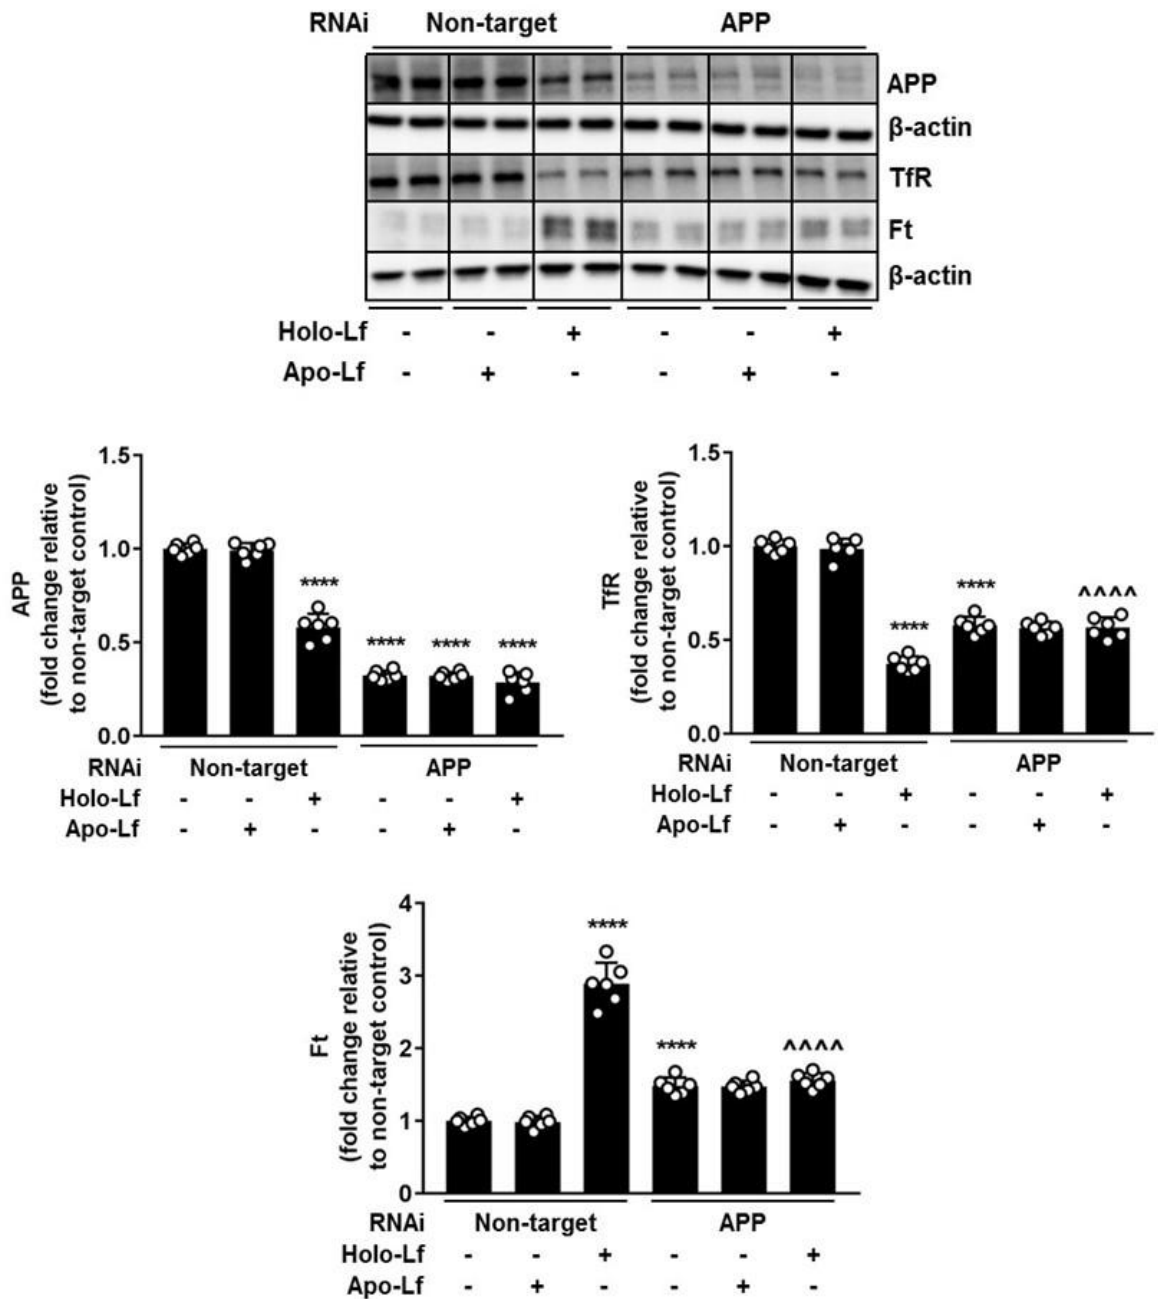 RNAi Non-target APP
APP
β-actin
TfR
Ft
β-actin
Holo-Lf - - + - - +
Apo-Lf - + - - + -
1.5
1.0
0.5
0.0
APP
(fold change relative
to non-target control)
**** **** **** ****
RNAi Non-target APP
Holo-Lf - - + - - +
Apo-Lf - + - - + -
1.5
1.0
0.5
0.0
TfR
(fold change relative
to non-target control)
**** **** ^^^^
RNAi Non-target APP
Holo-Lf - - + - - +
Apo-Lf - + - - + -
4
3
2
1
0
Ft
(fold change relative
to non-target control)
**** **** ^^^^
RNAi Non-target APP
Holo-Lf - - + - - +
Apo-Lf - + - - + -